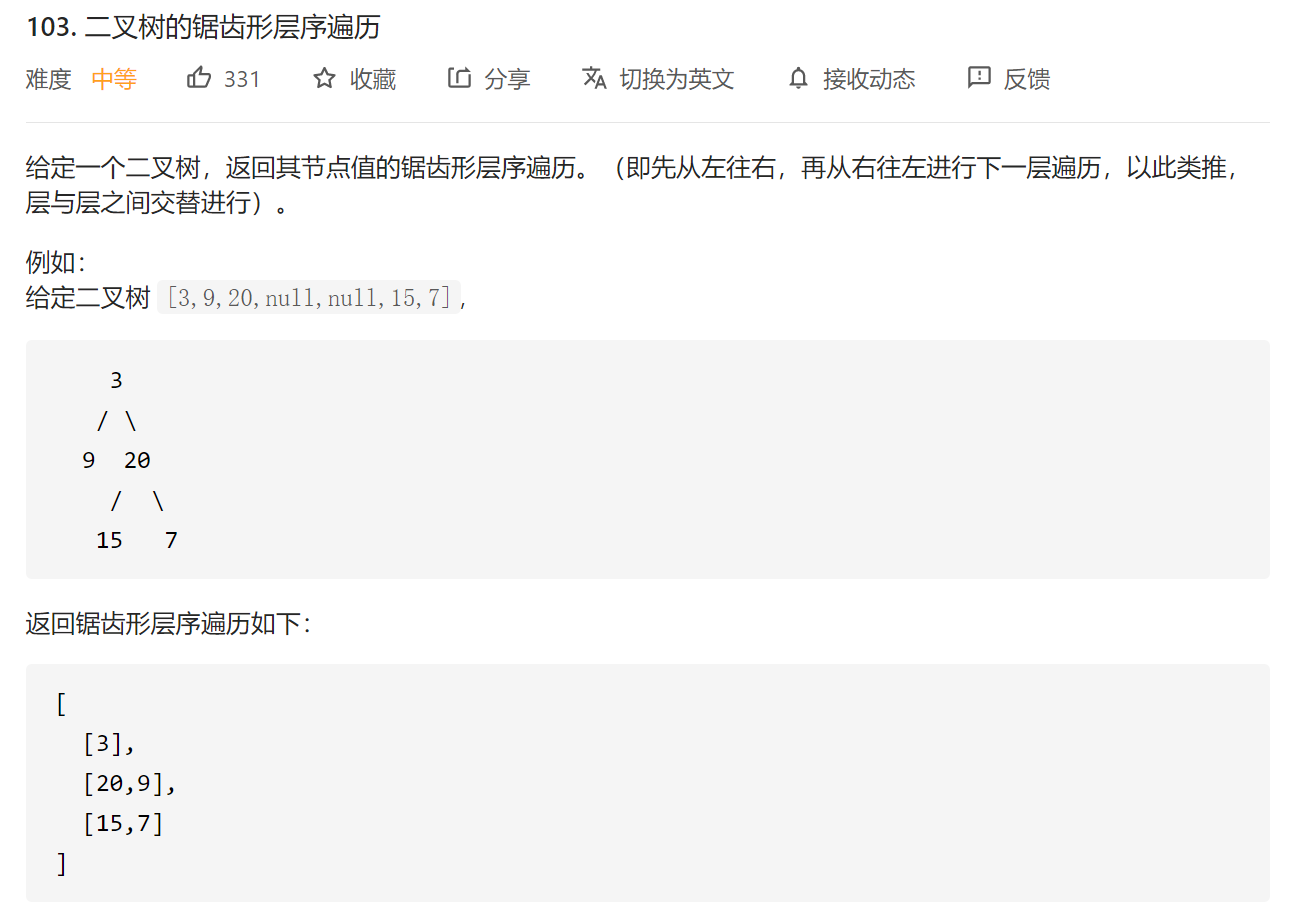 103. 二叉树的锯齿形层序遍历
难度 中等 331 收藏 分享 切换为英文 接收动态 反馈
给定一个二叉树，返回其节点值的锯齿形层序遍历。（即先从左往右，再从右往左进行下一层遍历，以此类推，
层与层之间交替进行）。
例如：
给定二叉树 [3,9,20,null,null,15,7],
3
/ \
9 20
/ \
15 7
返回锯齿形层序遍历如下：
[
[3],
[20,9],
[15,7]
]